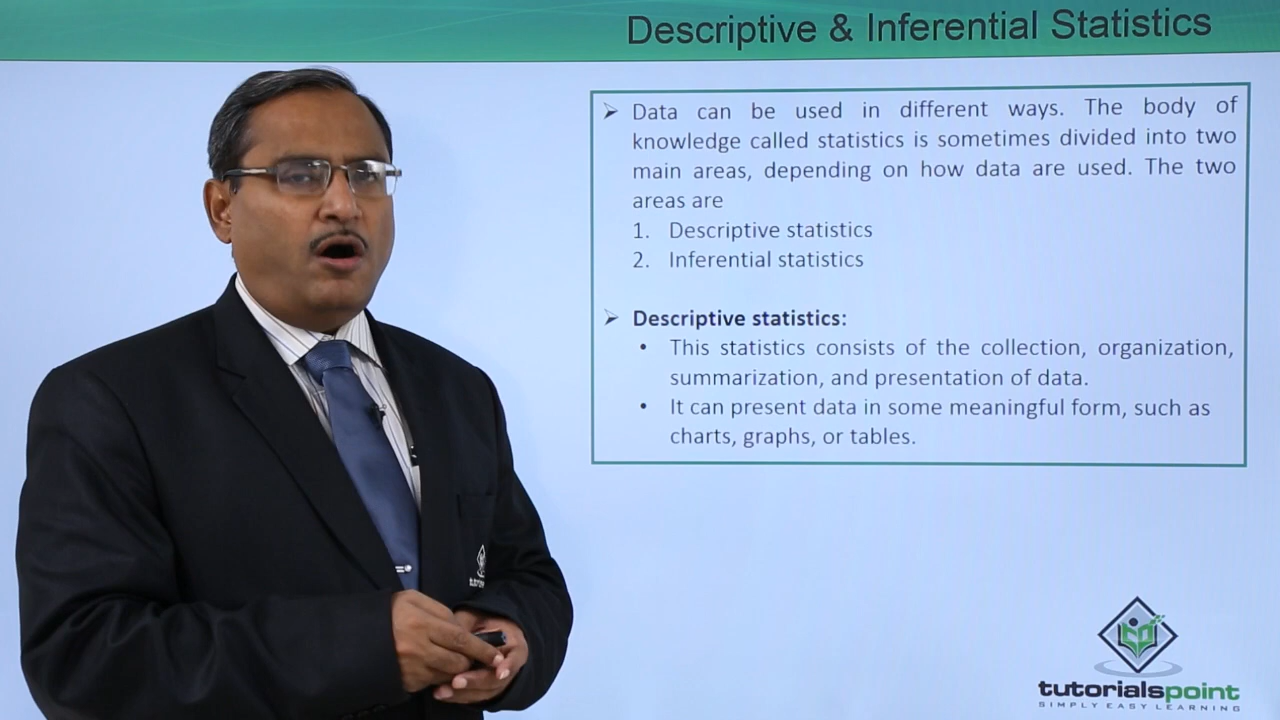 Descriptive & Inferential Statistics
➢ Data can be used in different ways. The body of
knowledge called statistics is sometimes divided into two
main areas, depending on how data are used. The two
areas are
1. Descriptive statistics
2. Inferential statistics
➢ Descriptive statistics:
• This statistics consists of the collection, organization,
summarization, and presentation of data.
• It can present data in some meaningful form, such as
charts, graphs, or tables.
tutorialspoint
SIMPLY EASY LEARNING